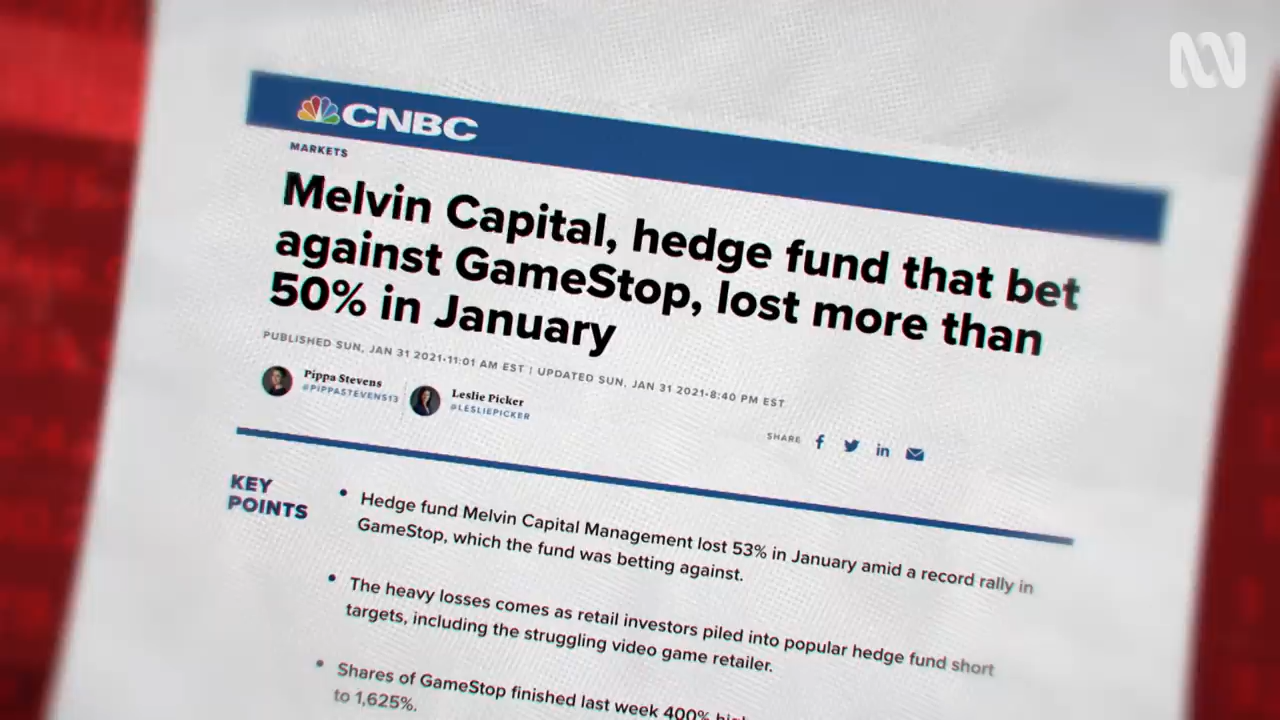 CNBC
MARKETS
Melvin Capital, hedge fund that bet
against GameStop, lost more than
50% in January
PUBLISHED SUN, JAN 31 2021•11:01 AM EST | UPDATED SUN, JAN 31 2021•8:40 PM EST
Pippa Stevens
@PIPPASTEVENS13
Leslie Picker
@LESLIEPICKER
SHARE
KEY
POINTS
• Hedge fund Melvin Capital Management lost 53% in January amid a record rally in
GameStop, which the fund was betting against.
• The heavy losses comes as retail investors piled into popular hedge fund short
targets, including the struggling video game retailer.
• Shares of GameStop finished last week 400%
to 1,625%.